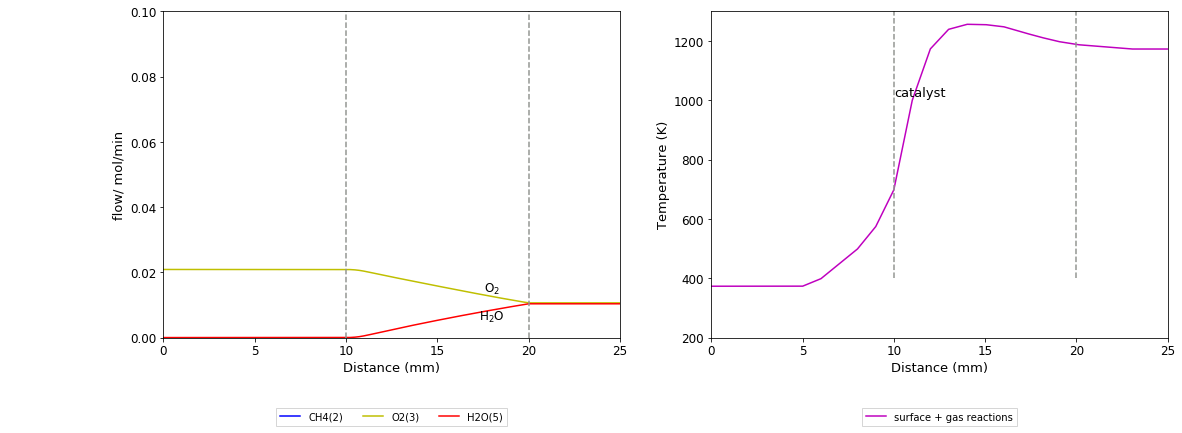 flow/ mol/min
0.10
0.08
0.06
0.04
0.02
0.00
O2
H2O
0 5 10 15 20 25
Distance (mm)
CH4(2) O2(3) H2O(5)
Temperature (K)
1200
1000
800
600
400
200
catalyst
0 5 10 15 20 25
Distance (mm)
surface + gas reactions